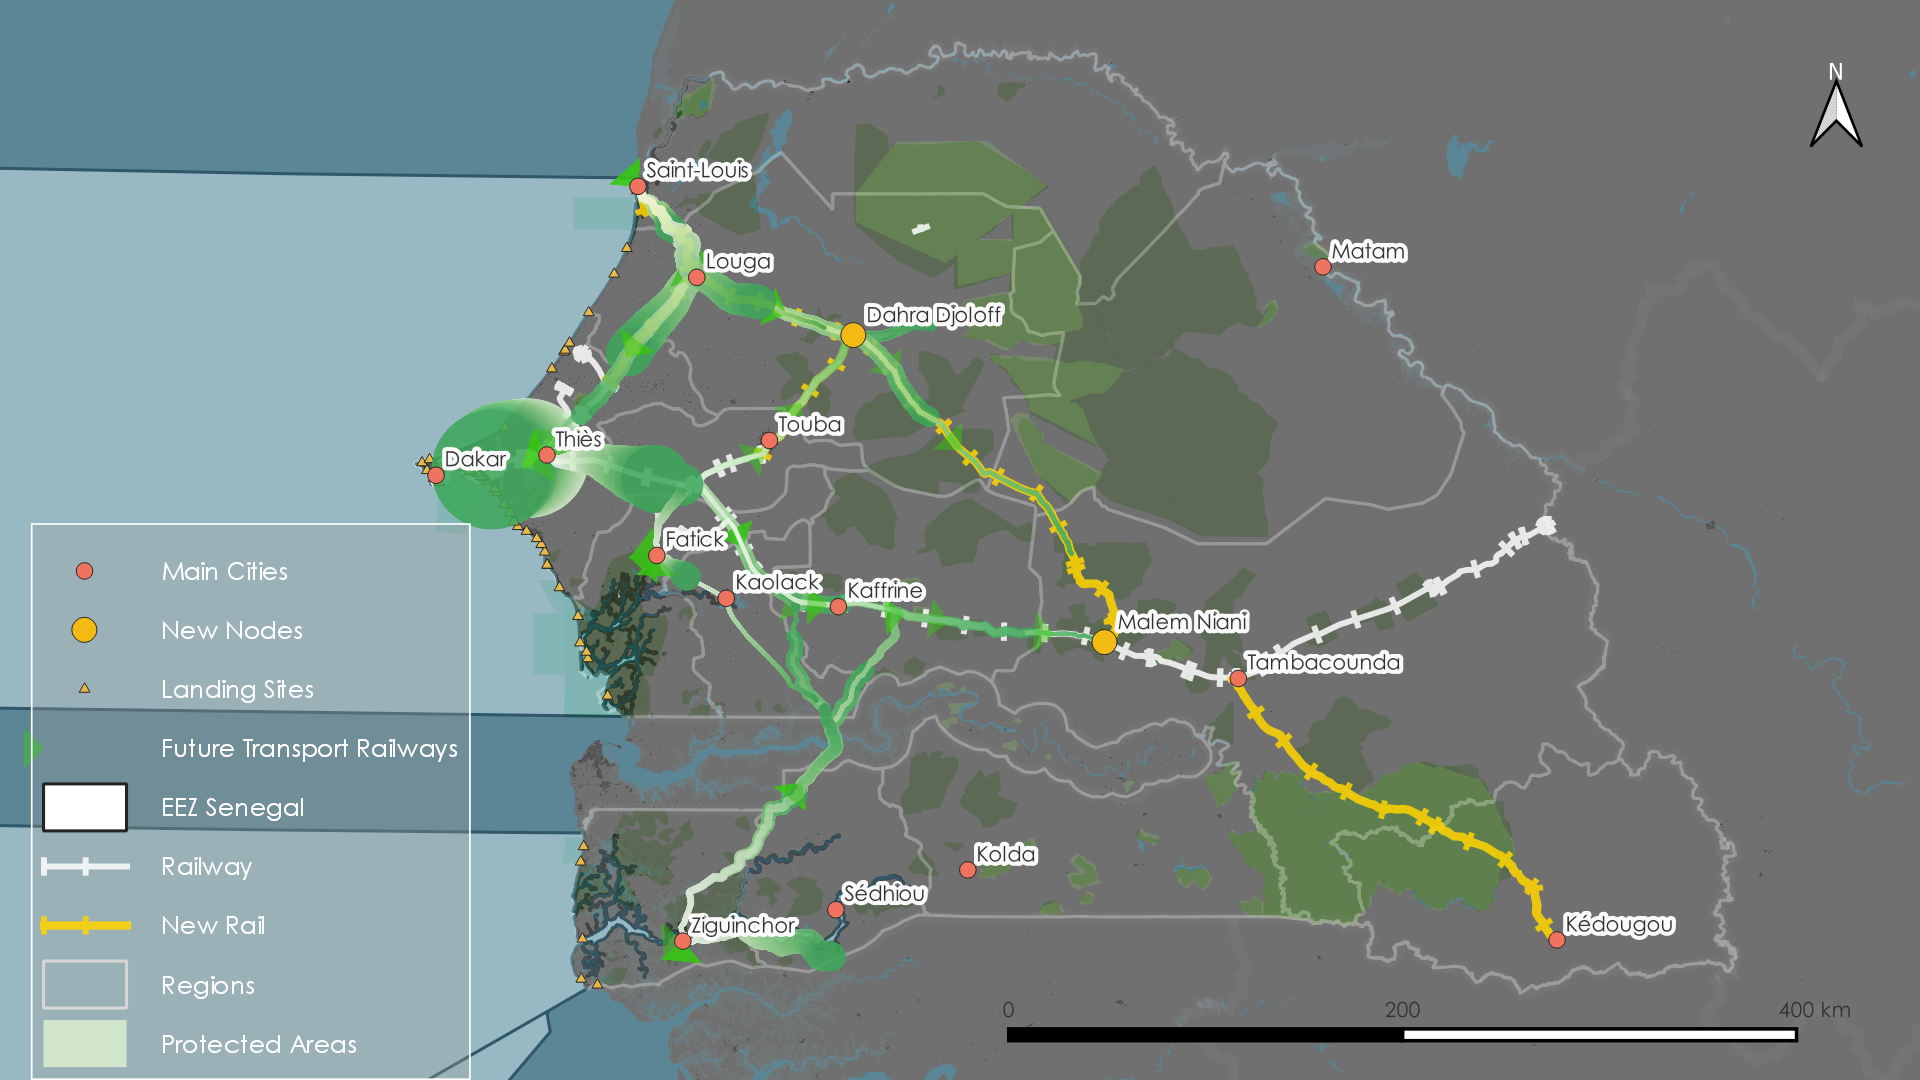 N
Saint-Louis
Louga
Matam
Dahra Djoloff
Touba
Thiès
Dakar
Fatick
Kaolack
Kaffrine
Malem Niani
Tambacounda
Kolda
Sédhiou
Ziguinchor
Kédougou
Main Cities
New Nodes
Landing Sites
Future Transport Railways
EEZ Senegal
Railway
New Rail
Regions
Protected Areas
0 200 400 km